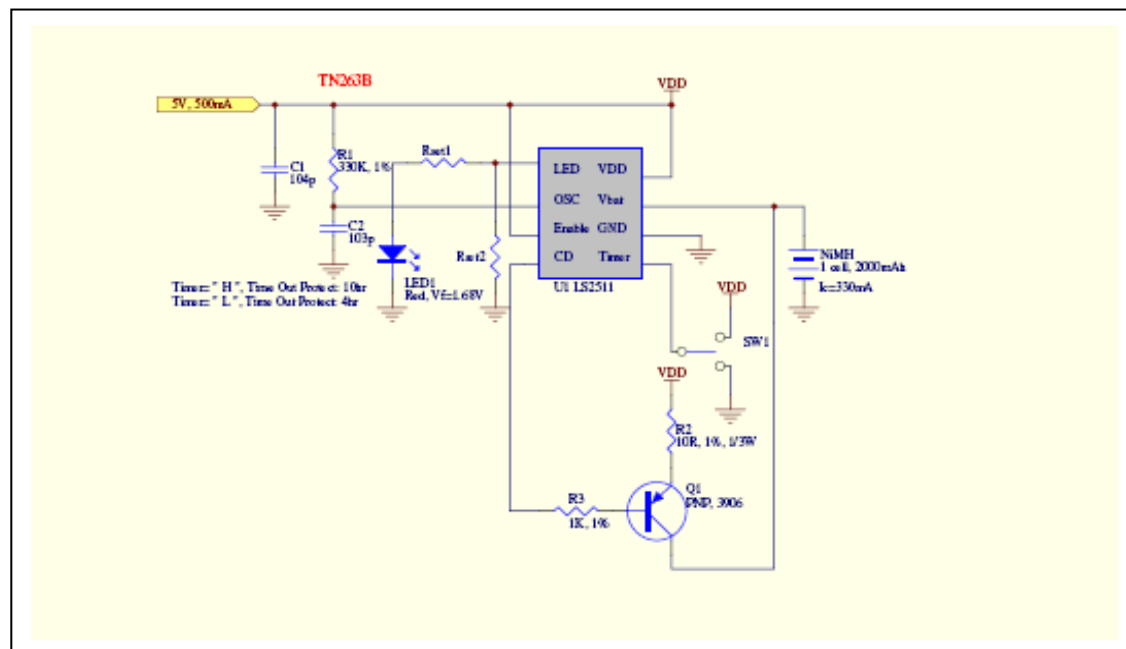 TN263B
VDD
5V, 500mA
R1
330K, 1%
Rset1
C1
104p
LED VDD
OSC Vbat
Enable GND
CD Timer
C2
103p
Rset2
NiMH
1 cell, 2000mAh
Ic=330mA
LED1
Red, Vf=1.68V
U1 LS2511
Timer= " H ", Time Out Protect: 10hr
Timer= " L ", Time Out Protect: 4hr
VDD
SW1
VDD
R2
10R, 1%, 1/3W
Q1
PNP, 3906
R3
1K, 1%